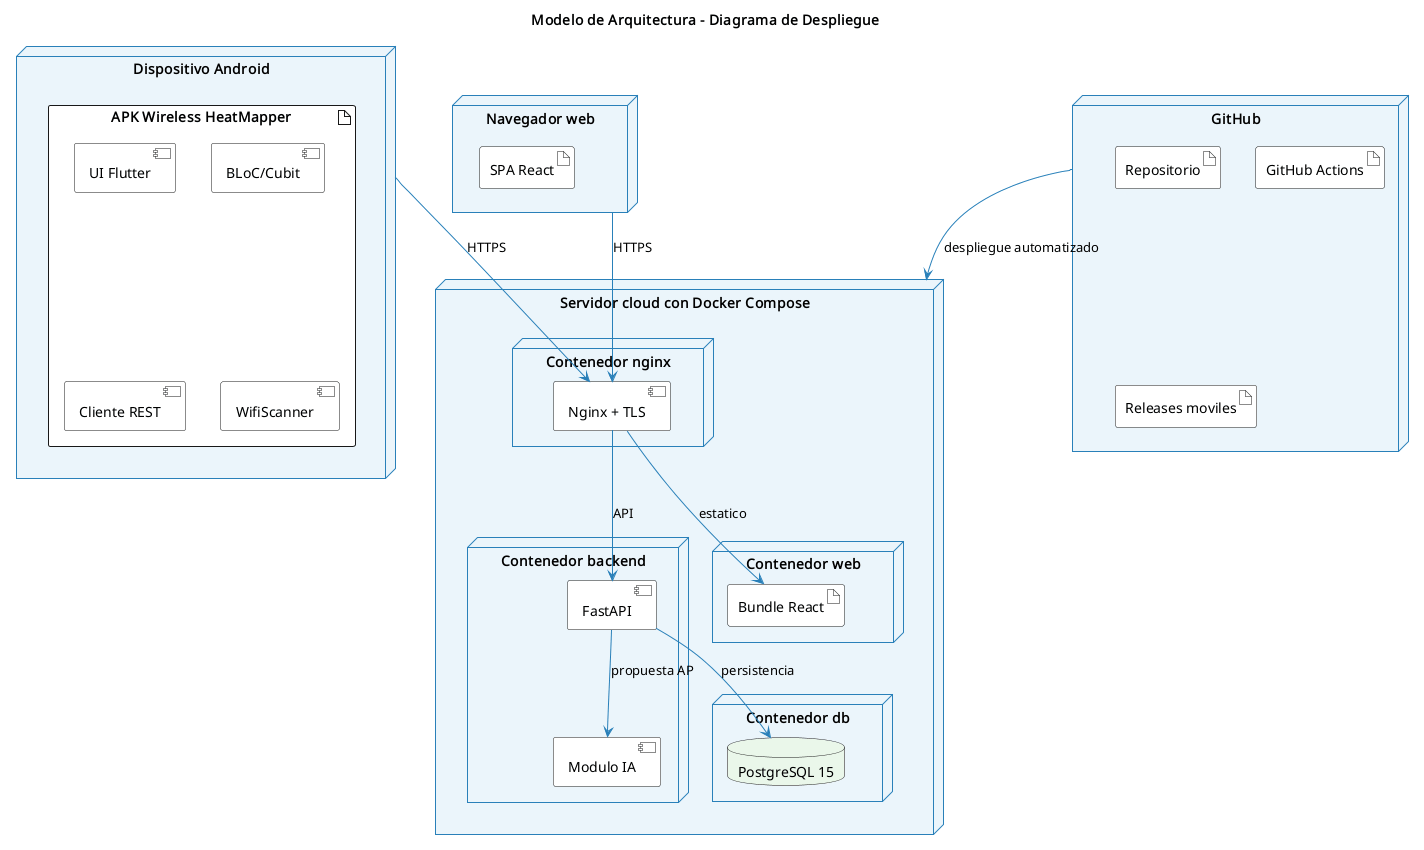 Modelo de Arquitectura - Diagrama de Despliegue
Dispositivo Android
APK Wireless HeatMapper
UI Flutter
BLoC/Cubit
Cliente REST
WifiScanner
Navegador web
SPA React
GitHub
Repositorio
GitHub Actions
Releases moviles
HTTPS
HTTPS
despliegue automatizado
Servidor cloud con Docker Compose
Contenedor nginx
Nginx + TLS
API
estatico
Contenedor backend
FastAPI
Contenedor web
Bundle React
propuesta AP
persistencia
Modulo IA
Contenedor db
PostgreSQL 15